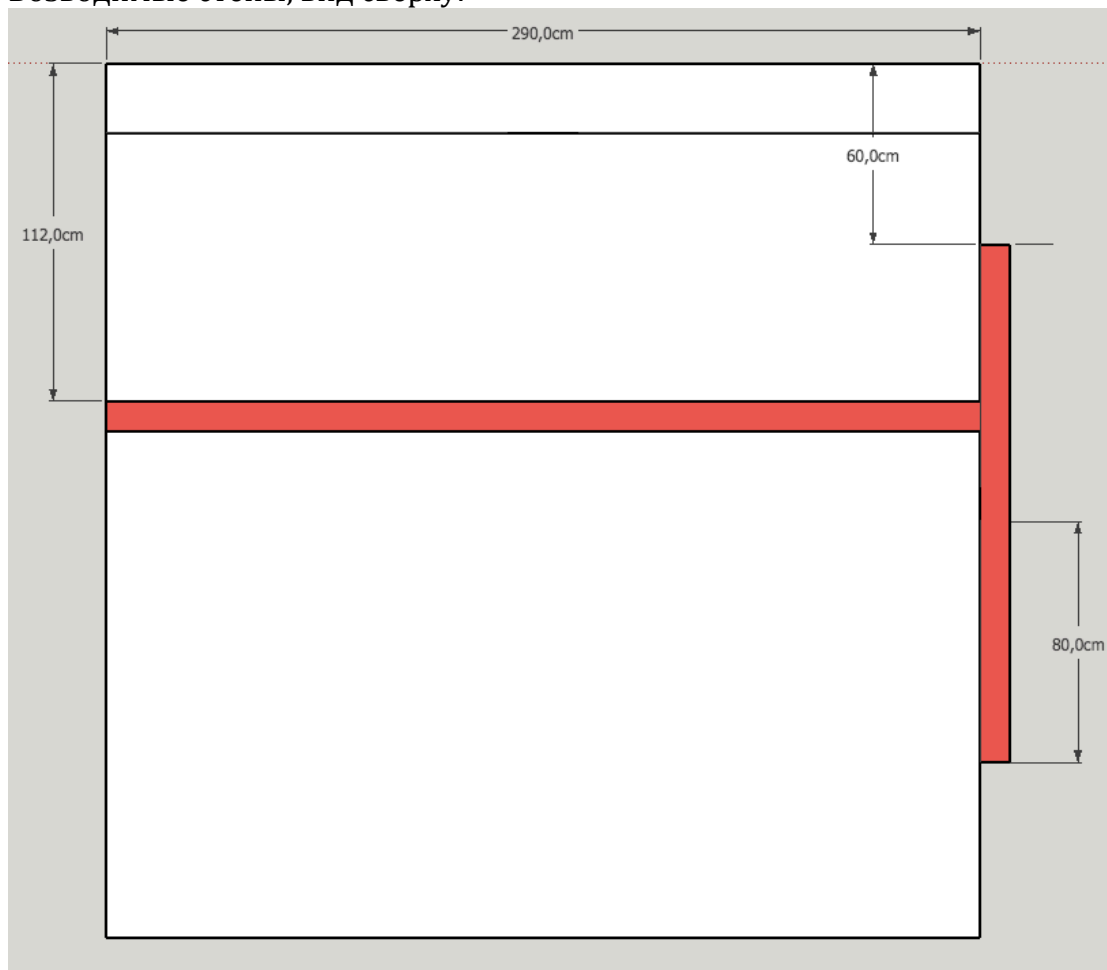 Возводимые стены, вид сверху:
290,0cm
60,0cm
112,0cm
80,0cm